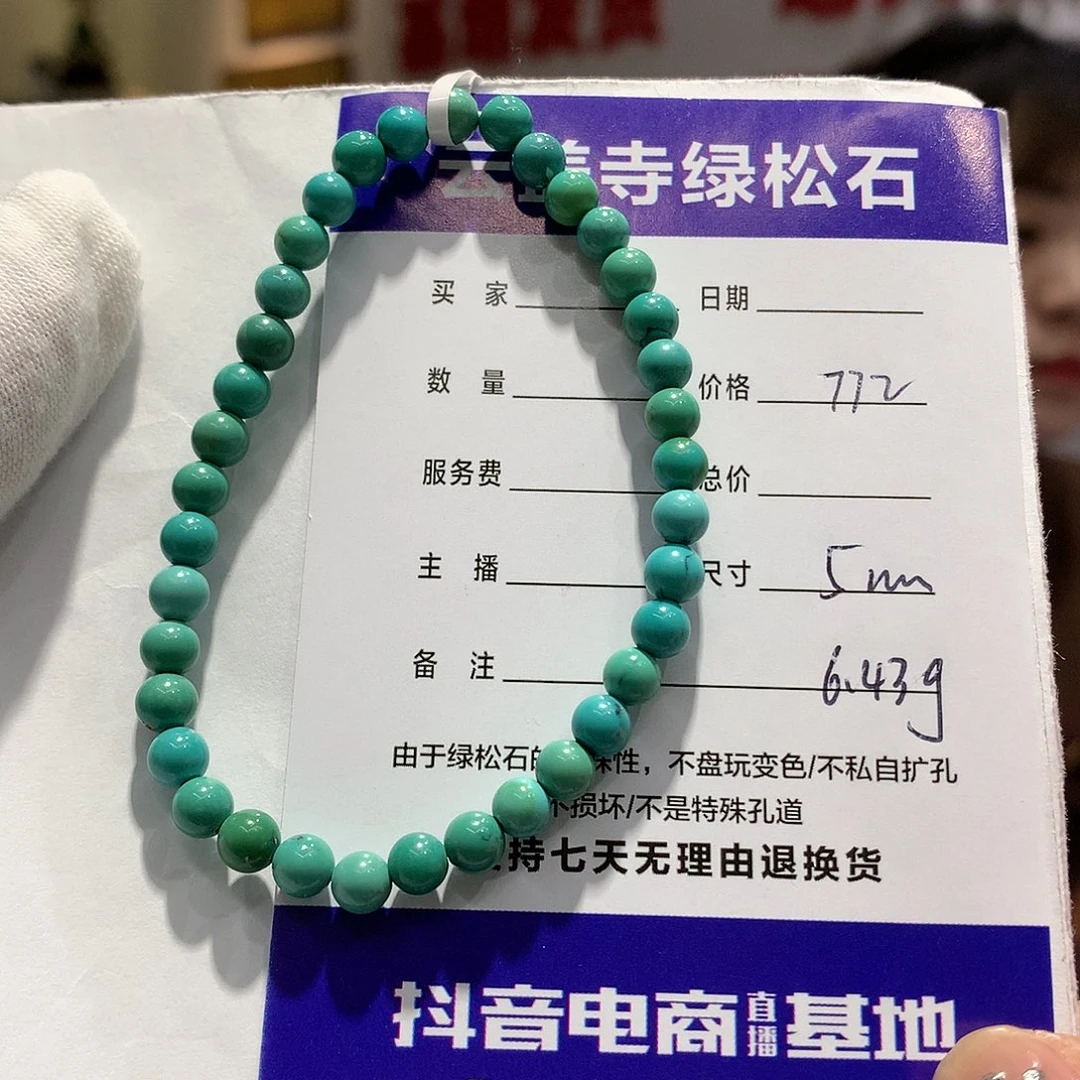 寺绿松石
买 家 日期
数 量 价格 772
服务费 总价
主 播 尺寸 5mm
备 注 6.43g
由于绿松石的 殊性，不盘玩变色/不私自扩孔
不损坏/不是特殊孔道
持七天无理由退换货
抖音电商直播基地